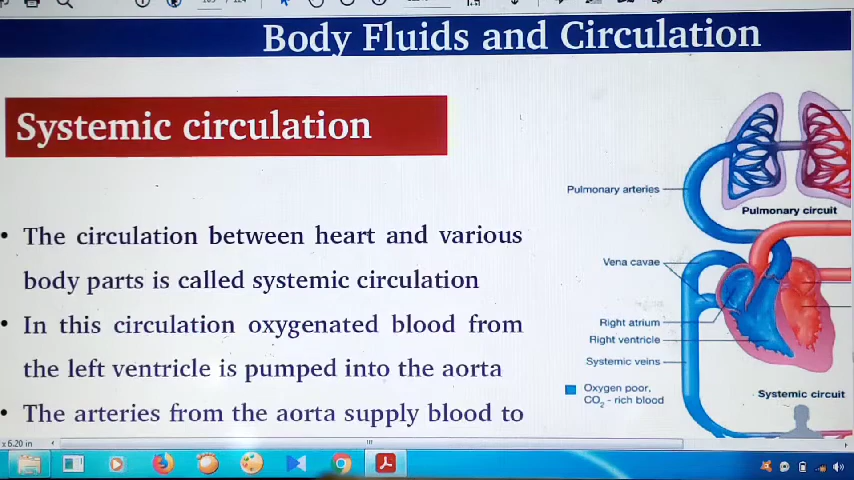 Body Fluids and Circulation
Systemic circulation
Pulmonary arteries
Pulmonary circuit
• The circulation between heart and various
body parts is called systemic circulation
Vena cavae
• In this circulation oxygenated blood from
the left ventricle is pumped into the aorta
Right atrium
Right ventricle
Systemic veins
Oxygen poor,
CO₂ - rich blood
Systemic circuit
• The arteries from the aorta supply blood to
x 6.20 in